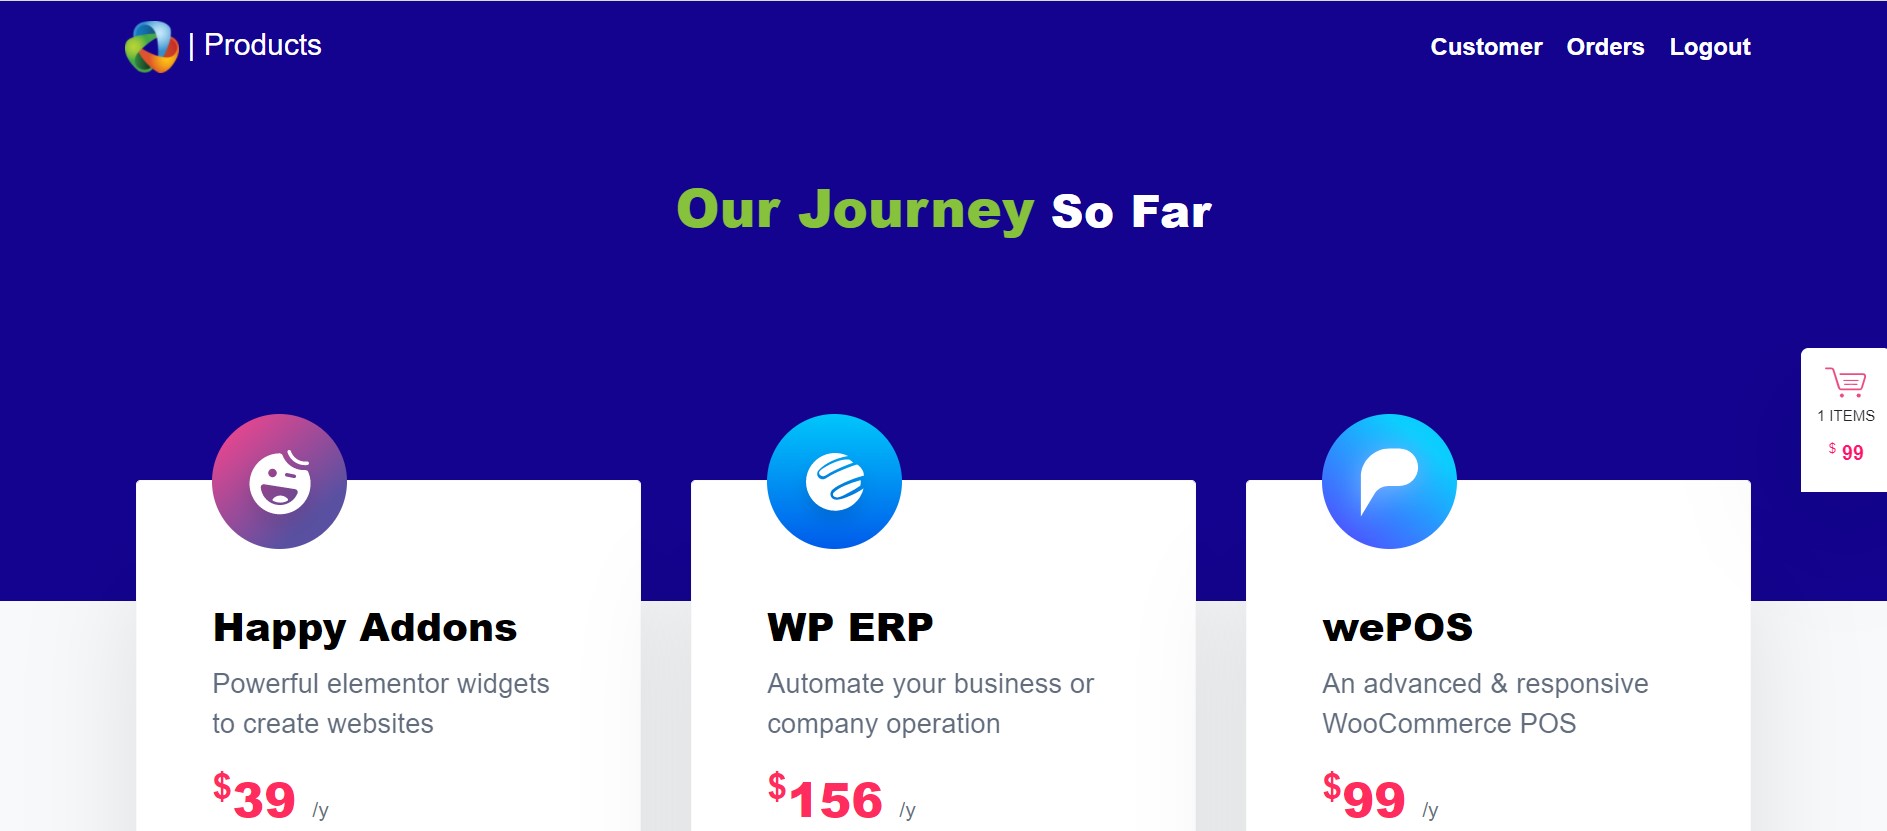 | Products
Customer Orders Logout
Our Journey So Far
1 ITEMS
$ 99
Happy Addons
Powerful elementor widgets
to create websites
$39 /y
WP ERP
Automate your business or
company operation
$156 /y
wePOS
An advanced & responsive
WooCommerce POS
$99 /y